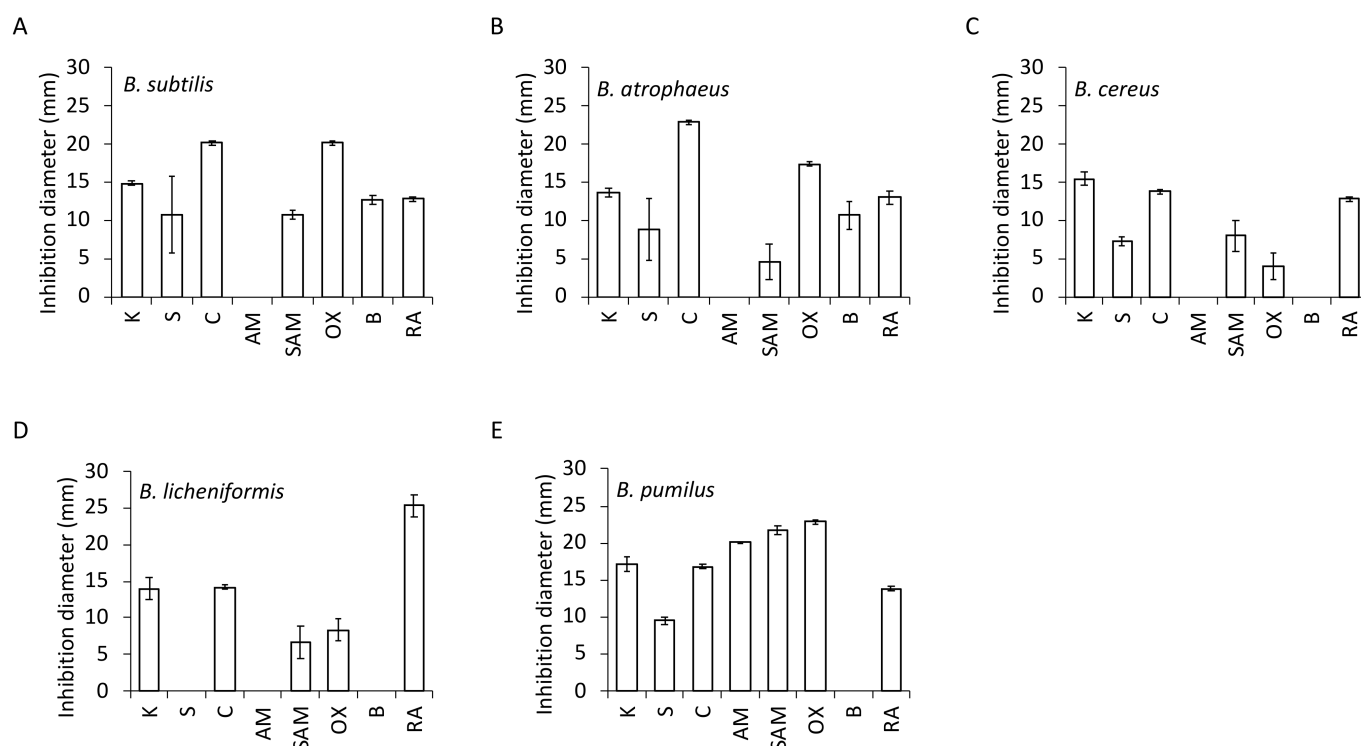 A
B
C
Inhibition diameter (mm)
30
25
20
15
10
5
0
B. subtilis
K
S
C
AM
SAM
OX
B
RA
Inhibition diameter (mm)
30
25
20
15
10
5
0
B. atrophaeus
K
S
C
AM
SAM
OX
B
RA
Inhibition diameter (mm)
30
25
20
15
10
5
0
B. cereus
K
S
C
AM
SAM
OX
B
RA
D
E
Inhibition diameter (mm)
30
25
20
15
10
5
0
B. licheniformis
K
S
C
AM
SAM
OX
B
RA
Inhibition diameter (mm)
30
25
20
15
10
5
0
B. pumilus
K
S
C
AM
SAM
OX
B
RA